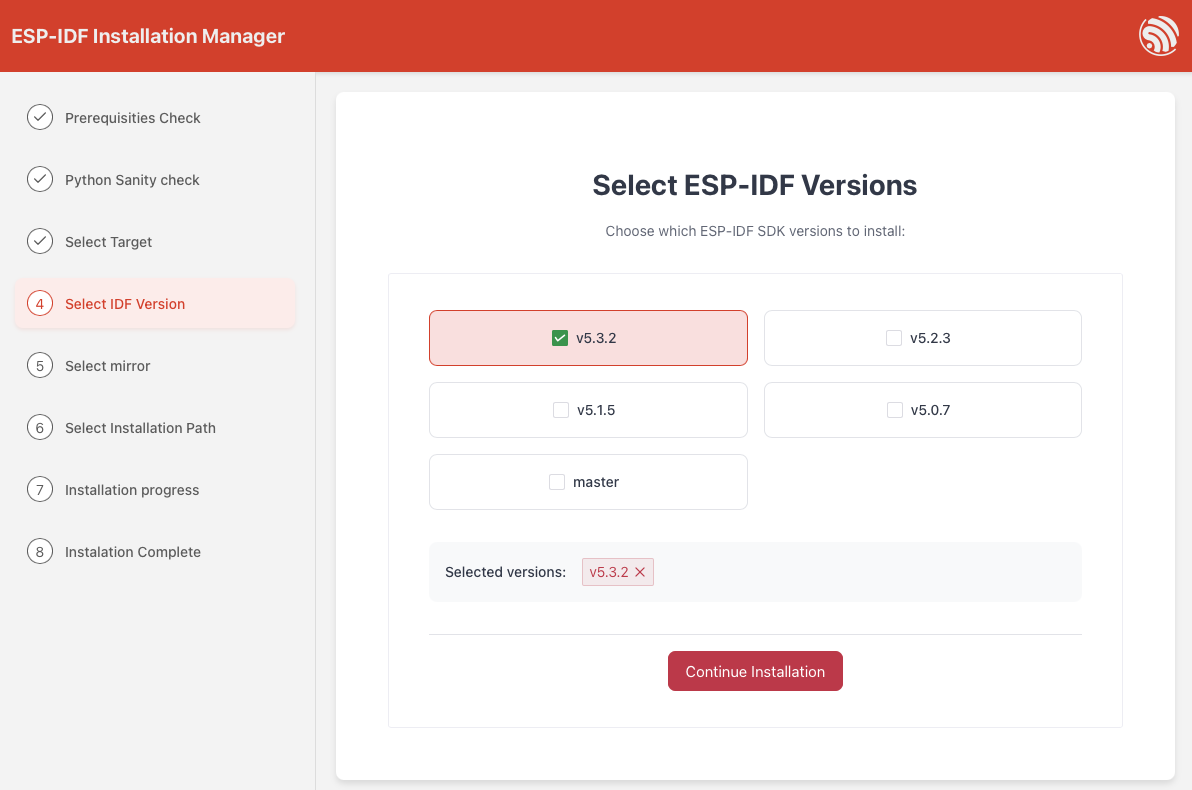 ESP-IDF Installation Manager
Prerequisities Check
Python Sanity check
Select Target
4 Select IDF Version
5 Select mirror
6 Select Installation Path
7 Installation progress
8 Instalation Complete
Select ESP-IDF Versions
Choose which ESP-IDF SDK versions to install:
v5.3.2
v5.2.3
v5.1.5
v5.0.7
master
Selected versions: v5.3.2
Continue Installation